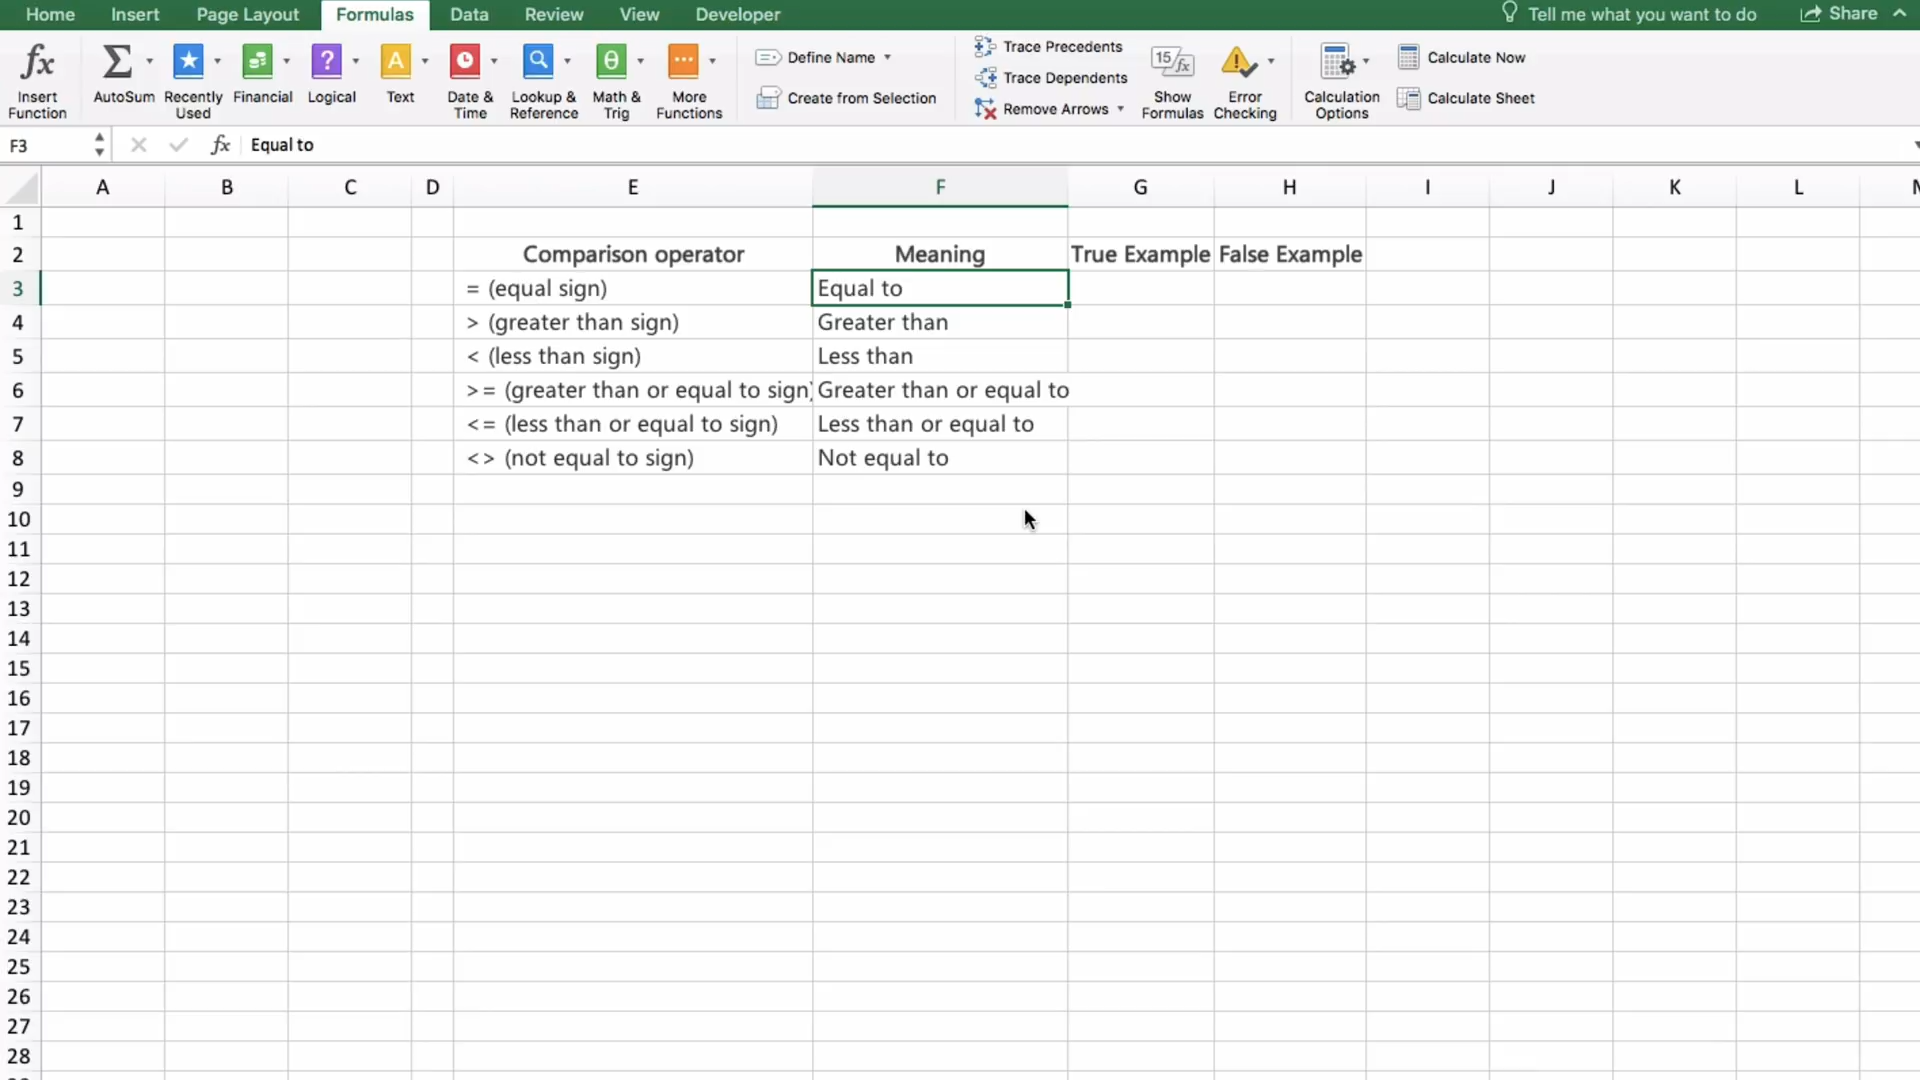 Home Insert Page Layout Formulas Data Review View Developer Tell me what you want to do Share
fx Σ ★ ? A θ ··· Define Name Trace Precedents 15 fx ! Calculate Now
Trace Dependents
Insert Function AutoSum Recently Used Financial Logical Text Date & Time Lookup & Reference Math & Trig More Functions Create from Selection Remove Arrows Show Formulas Error Checking Calculation Options Calculate Sheet
F3 fx Equal to
A B C D E F G H I J K L
1
2 Comparison operator Meaning True Example False Example
3 = (equal sign) Equal to
4 > (greater than sign) Greater than
5 < (less than sign) Less than
6 >= (greater than or equal to sign) Greater than or equal to
7 <= (less than or equal to sign) Less than or equal to
8 <> (not equal to sign) Not equal to
9
10
11
12
13
14
15
16
17
18
19
20
21
22
23
24
25
26
27
28